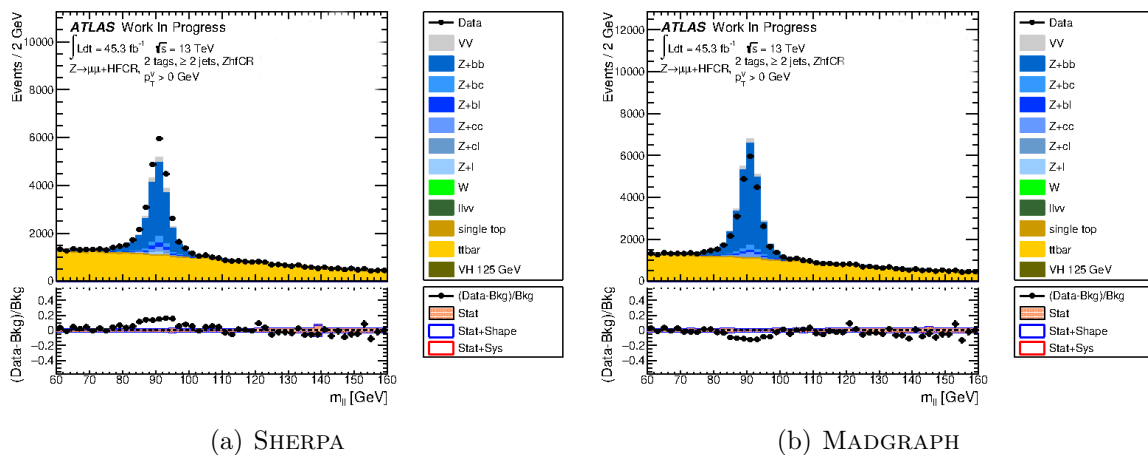 ATLAS Work In Progress
∫Ldt = 45.3 fb⁻¹ √s = 13 TeV
2 tags, ≥ 2 jets, ZhfCR
Z→μμ+HFCR,
p_T^V > 0 GeV
Events / 2 GeV
10000
8000
6000
4000
2000
0
Data
VV
Z+bb
Z+bc
Z+bl
Z+cc
Z+cl
Z+l
W
llvv
single top
ttbar
VH 125 GeV
(Data-Bkg)/Bkg
0.4
0.2
0
−0.2
−0.4
60 70 80 90 100 110 120 130 140 150 160
m_ll [GeV]
(Data-Bkg)/Bkg
Stat
Stat+Shape
Stat+Sys
(a) SHERPA
ATLAS Work In Progress
∫Ldt = 45.3 fb⁻¹ √s = 13 TeV
2 tags, ≥ 2 jets, ZhfCR
Z→μμ+HFCR,
p_T^V > 0 GeV
Events / 2 GeV
12000
10000
8000
6000
4000
2000
0
Data
VV
Z+bb
Z+bc
Z+bl
Z+cc
Z+cl
Z+l
W
llvv
single top
ttbar
VH 125 GeV
(Data-Bkg)/Bkg
0.4
0.2
0
−0.2
−0.4
60 70 80 90 100 110 120 130 140 150 160
m_ll [GeV]
(Data-Bkg)/Bkg
Stat
Stat+Shape
Stat+Sys
(b) MADGRAPH